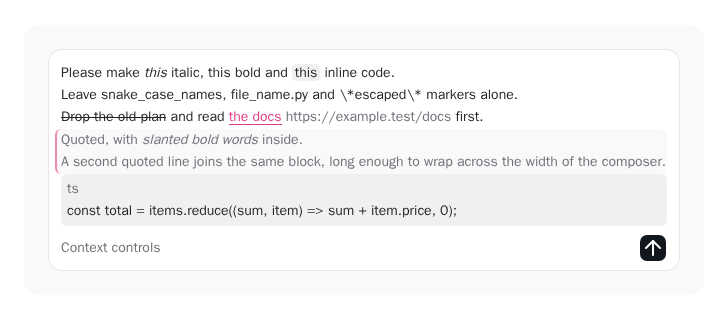 Please make this italic, this bold and this inline code.
Leave snake_case_names, file_name.py and \*escaped\* markers alone.
Drop the old plan and read the docs https://example.test/docs first.
Quoted, with slanted bold words inside.
A second quoted line joins the same block, long enough to wrap across the width of the composer.
ts
const total = items.reduce((sum, item) => sum + item.price, 0);
Context controls